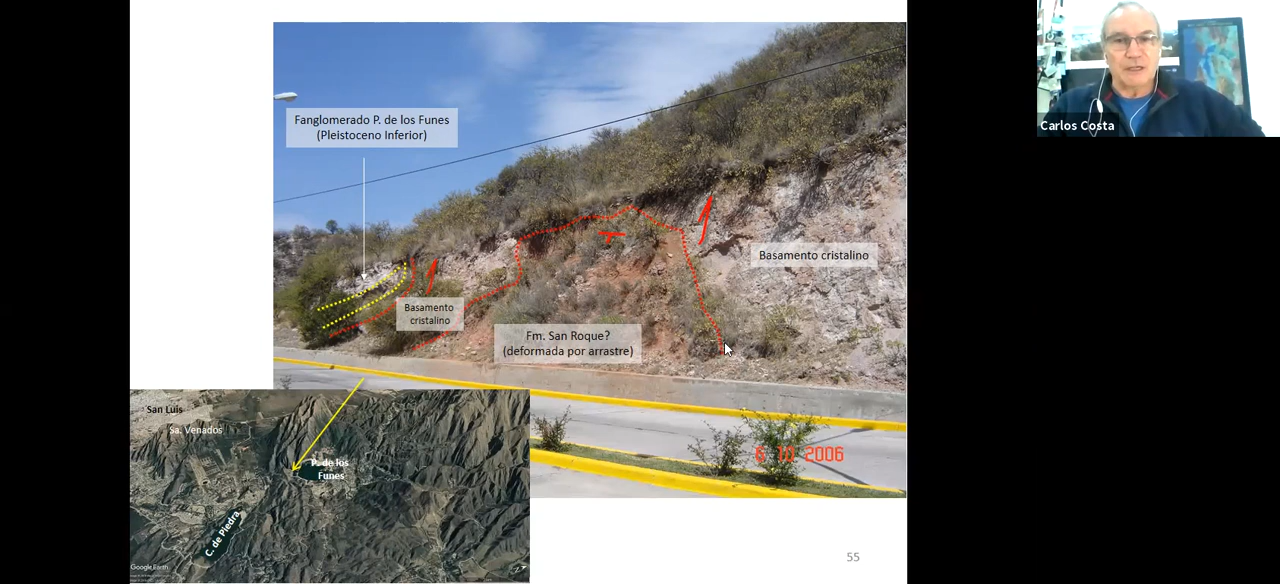 Fanglomerado P. de los Funes
(Pleistoceno Inferior)
Basamento cristalino
Basamento
cristalino
Fm. San Roque?
(deformada por arrastre)
6 10 2006
San Luis
Sa. Venados
P. de los
Funes
C. de Piedra
Google Earth
55
Carlos Costa